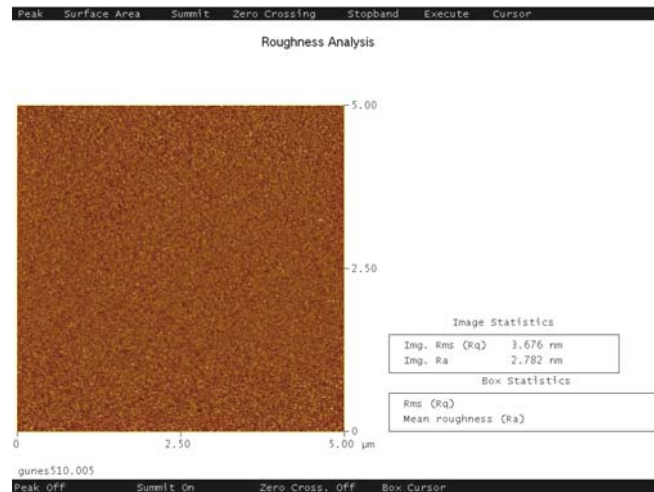 Peak Surface Area Summit Zero Crossing Stopband Execute Cursor
Roughness Analysis
5.00
2.50
0
0 2.50 5.00 µm
Image Statistics
Img. Rms (Rq) 3.676 nm
Img. Ra 2.782 nm
Box Statistics
Rms (Rq)
Mean roughness (Ra)
gunes510.005
Peak Off Summit On Zero Cross. Off Box Cursor